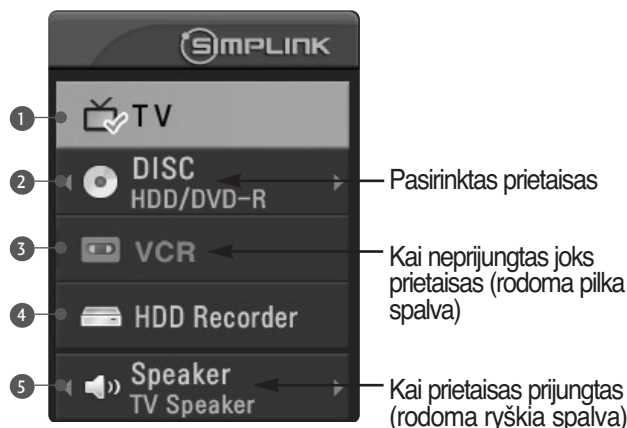 SIMPLINK
1 TV
2 DISC
HDD/DVD-R
Pasirinktas prietaisas
3 VCR
Kai neprijungtas joks
prietaisas (rodoma pilka
spalva)
4 HDD Recorder
5 Speaker
TV Speaker
Kai prietaisas prijungtas
(rodoma ryškia spalva)